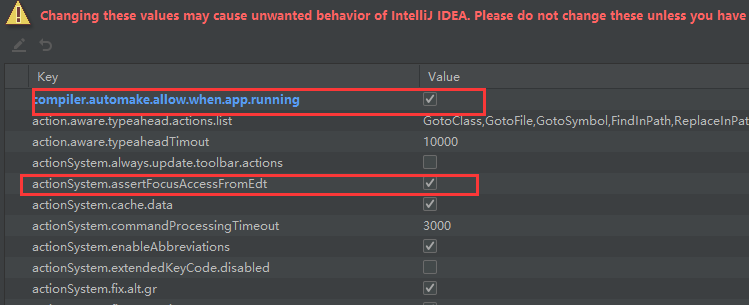 Changing these values may cause unwanted behavior of IntelliJ IDEA. Please do not change these unless you have
Key Value
compiler.automake.allow.when.app.running
action.aware.typeahead.actions.list GotoClass,GotoFile,GotoSymbol,FindInPath,ReplaceInPat
action.aware.typeaheadTimout 10000
actionSystem.always.update.toolbar.actions
actionSystem.assertFocusAccessFromEdt
actionSystem.cache.data
actionSystem.commandProcessingTimeout 3000
actionSystem.enableAbbreviations
actionSystem.extendedKeyCode.disabled
actionSystem.fix.alt.gr